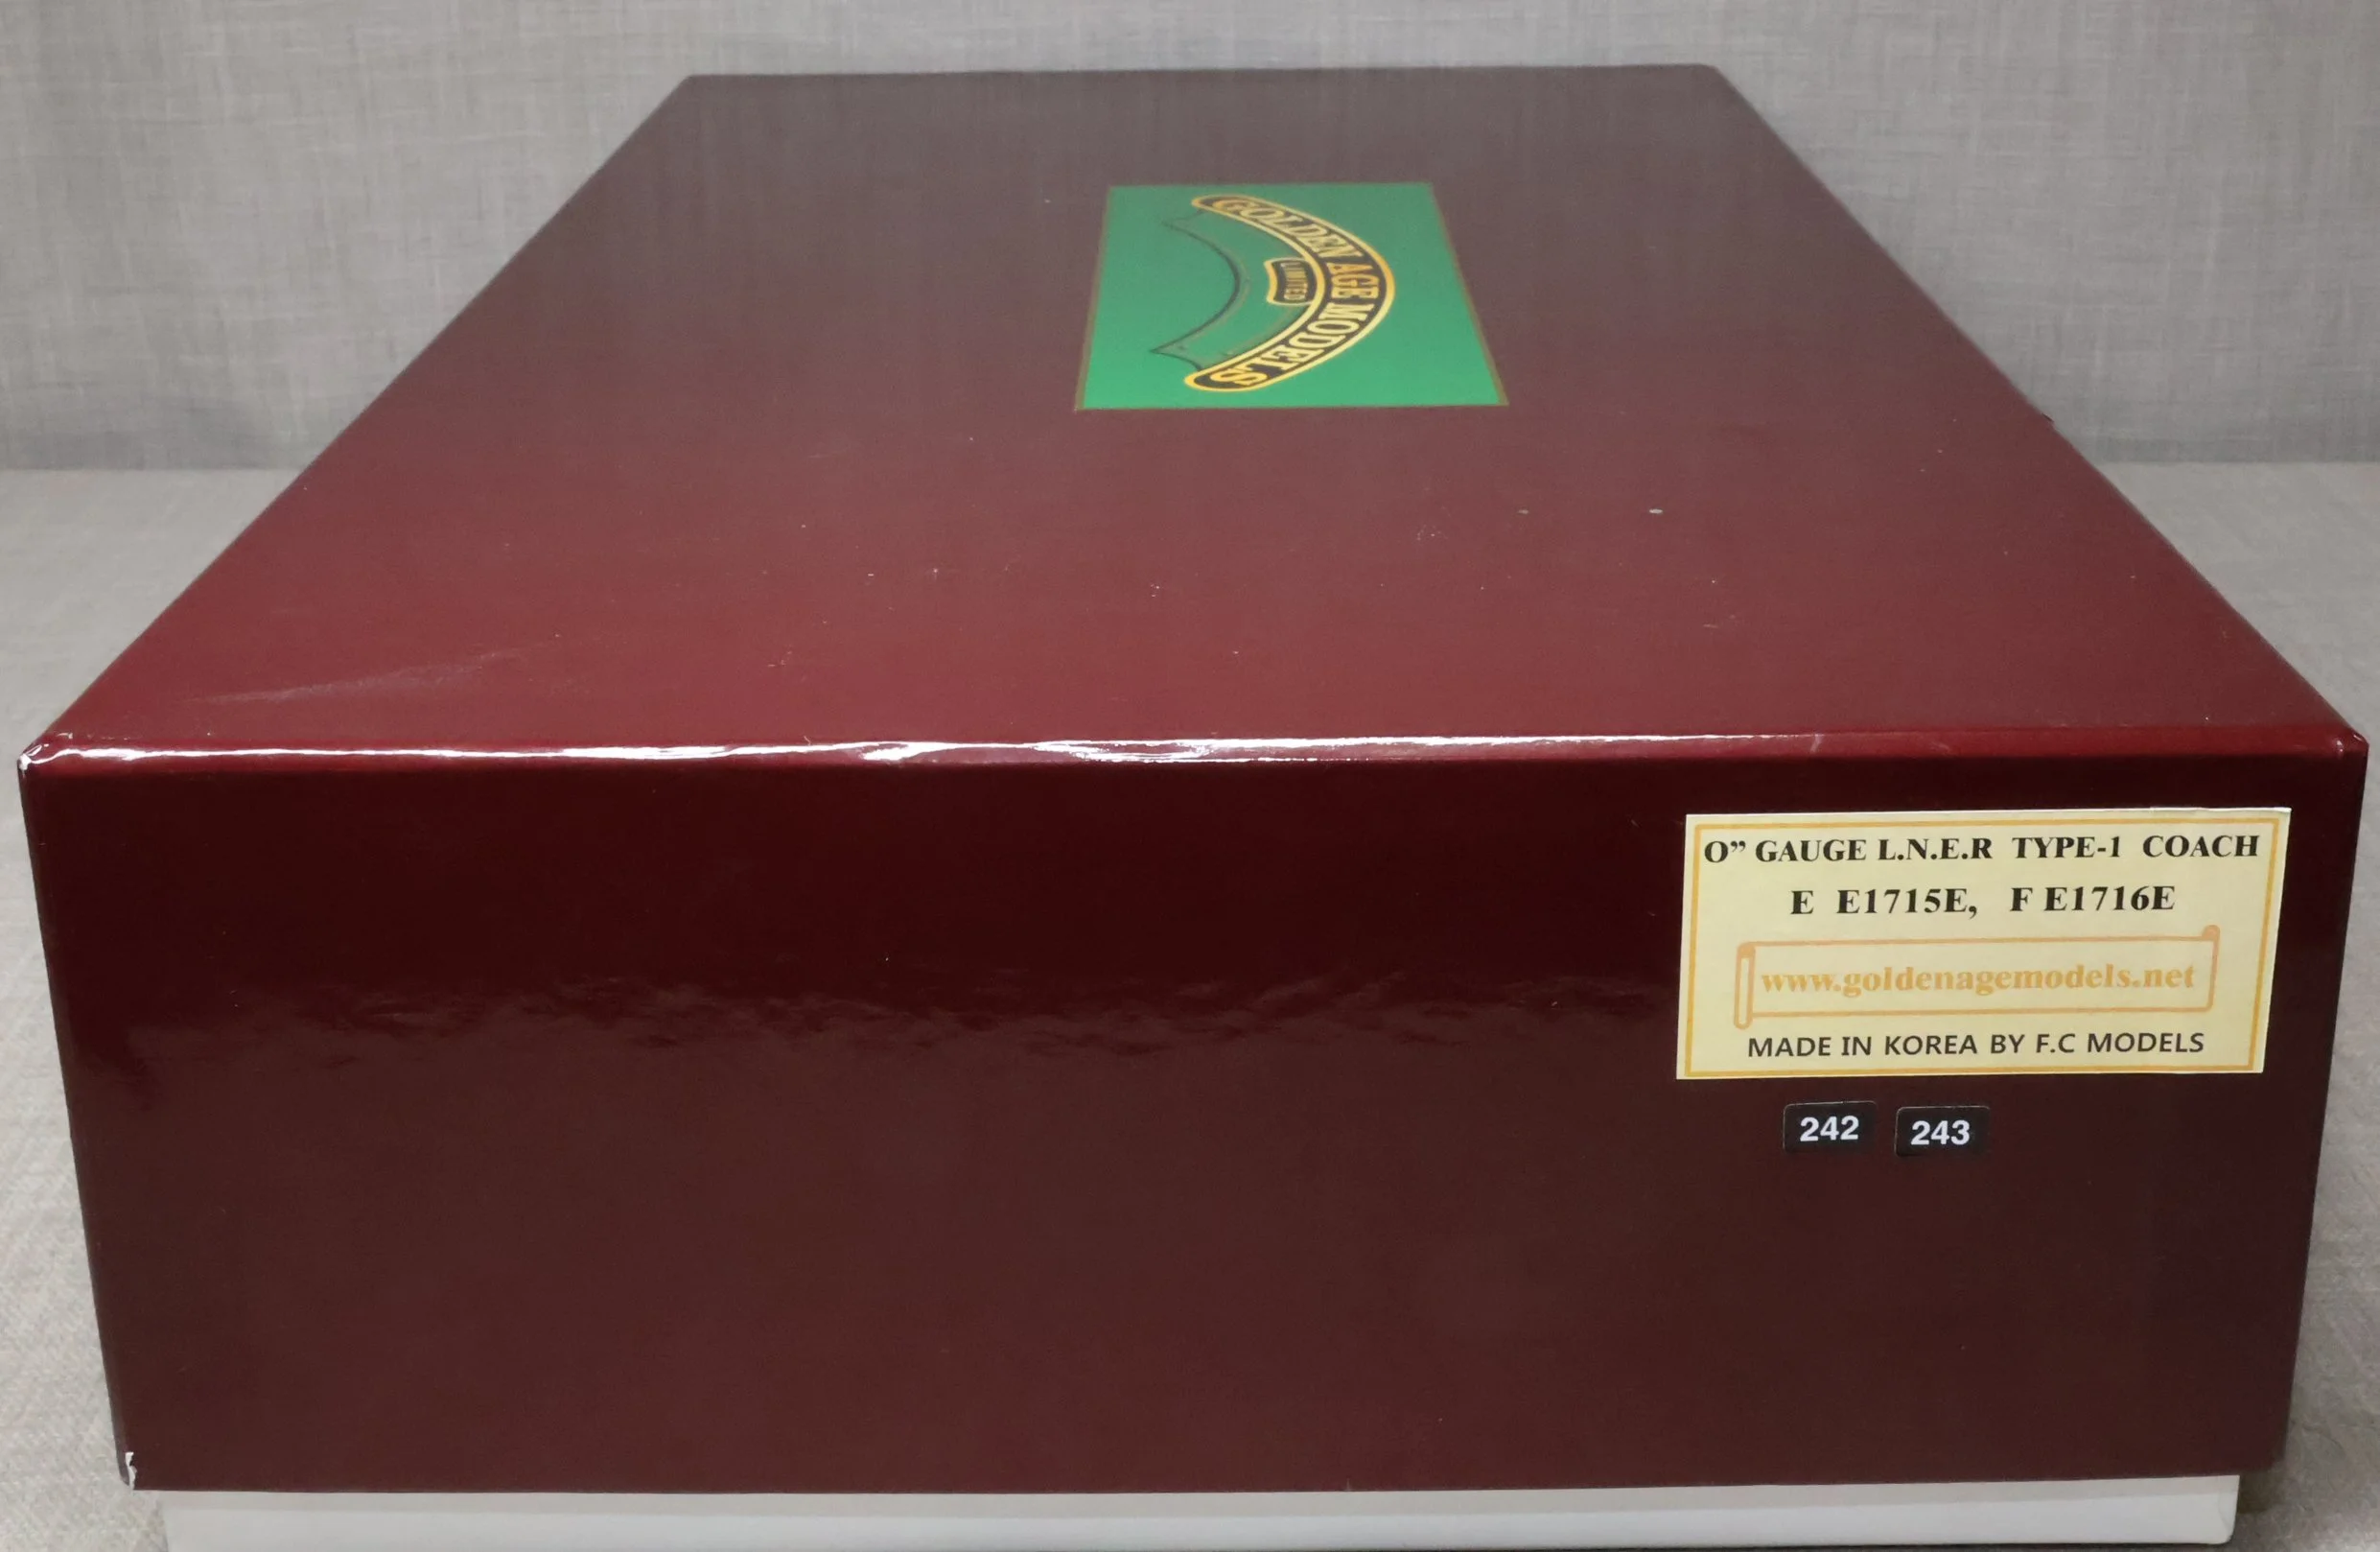 GOLDEN AGE MODELS
LIMITED
O” GAUGE L.N.E.R TYPE-1 COACH
E E1715E, F E1716E
www.goldenagemodels.net
MADE IN KOREA BY F.C MODELS
242 243